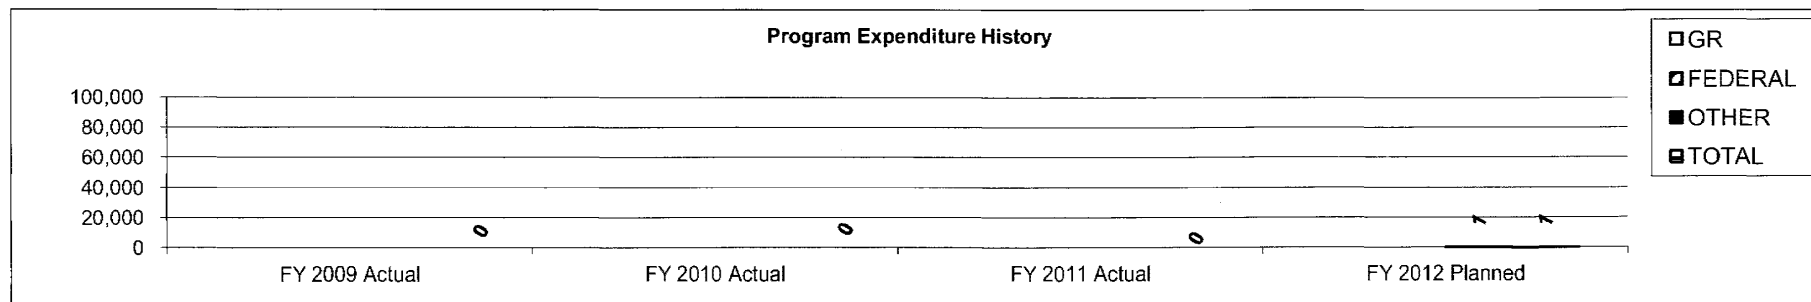 Program Expenditure History
GR
FEDERAL
OTHER
TOTAL
100,000
80,000
60,000
40,000
20,000
0
0
0
0
1
1
FY 2009 Actual
FY 2010 Actual
FY 2011 Actual
FY 2012 Planned